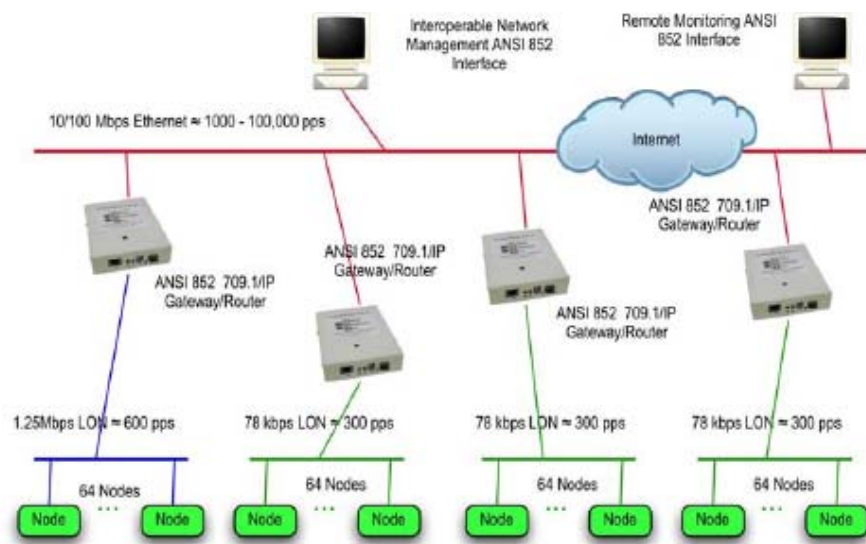 Interoperable Network
Management ANSI 852
Interface
Remote Monitoring ANSI
852 Interface
10/100 Mbps Ethernet ≈ 1000 - 100,000 pps
Internet
ANSI 852 709.1/IP
Gateway/Router
ANSI 852 709.1/IP
Gateway/Router
ANSI 852 709.1/IP
Gateway/Router
ANSI 852 709.1/IP
Gateway/Router
1.25Mbps LON ≈ 600 pps
78 kbps LON ≈ 300 pps
78 kbps LON ≈ 300 pps
78 kbps LON ≈ 300 pps
64 Nodes
64 Nodes
64 Nodes
64 Nodes
Node ... Node
Node ... Node
Node ... Node
Node ... Node